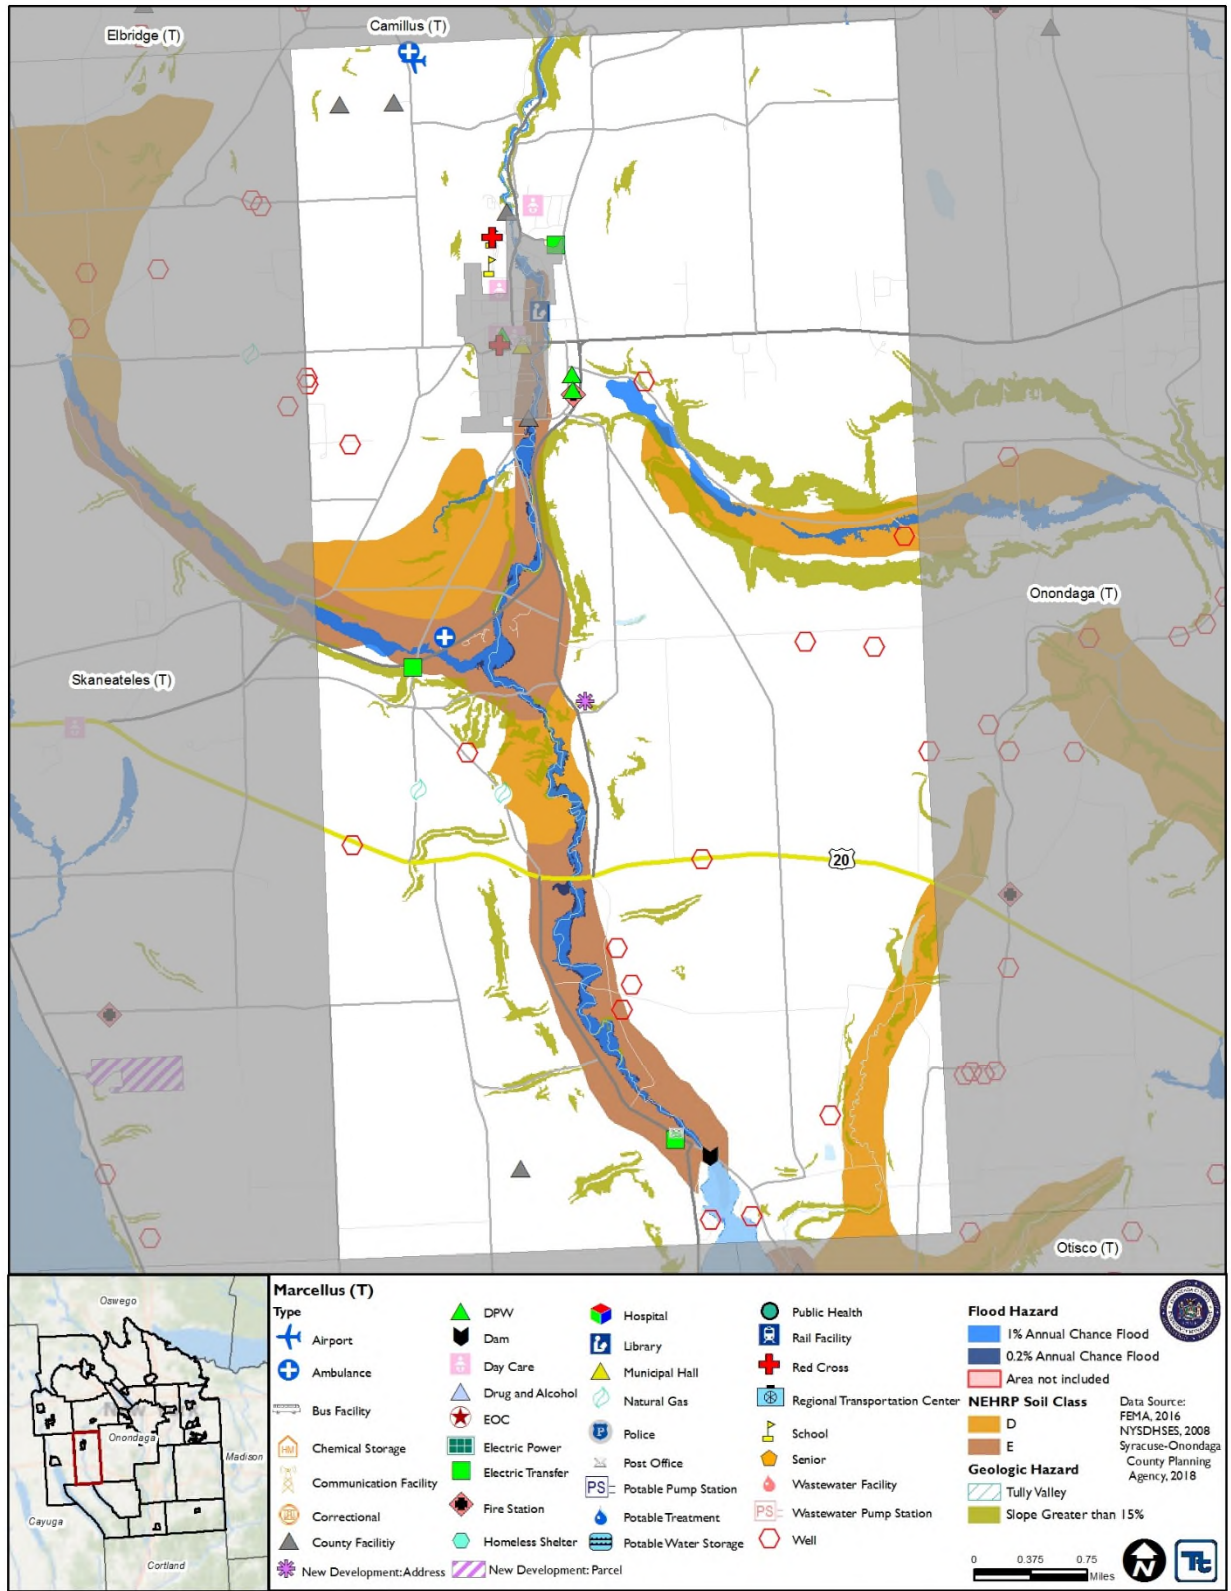 Elbridge (T)
Camillus (T)
Onondaga (T)
Skaneateles (T)
20
Otisco (T)
Oswego
Onondaga
Madison
Cayuga
Cortland
Marcellus (T)
Type
Airport
Ambulance
Bus Facility
HM
Chemical Storage
Communication Facility
Correctional
County Facilitiy
New Development: Address
DPW
Dam
Day Care
Drug and Alcohol
EOC
Electric Power
Electric Transfer
Fire Station
Homeless Shelter
New Development: Parcel
Hospital
Library
Municipal Hall
Natural Gas
Police
Post Office
PS
Potable Pump Station
Potable Treatment
Potable Water Storage
Public Health
Rail Facility
Red Cross
Regional Transportation Center
School
Senior
Wastewater Facility
PS
Wastewater Pump Station
Well
Flood Hazard
1% Annual Chance Flood
0.2% Annual Chance Flood
Area not included
NEHRP Soil Class
D
E
Geologic Hazard
Tully Valley
Slope Greater than 15%
Data Source:
FEMA, 2016
NYSDHSES, 2008
Syracuse-Onondaga
County Planning
Agency, 2018
0 0.375 0.75
Miles
N
Tt